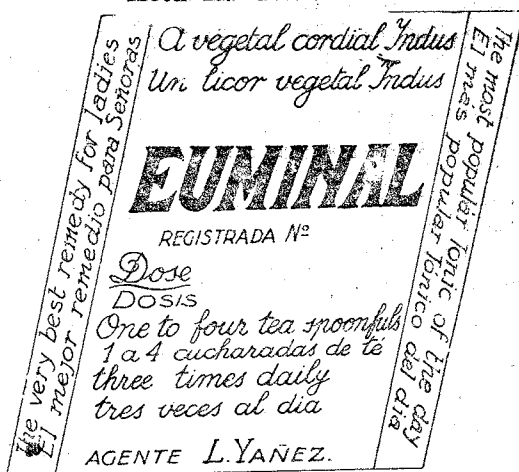 The very best remedy for ladies
El mejor remedio para Señoras
A vegetal cordial Indus
Un licor vegetal Indus
EUMINAL
REGISTRADA Nº
Dose
DOSIS
One to four tea spoonfuls
1 a 4 cucharadas de té
three times daily
tres veces al dia
AGENTE L. YAÑEZ.
The most popular Tonic of the day
El mas popular Tónico del dia